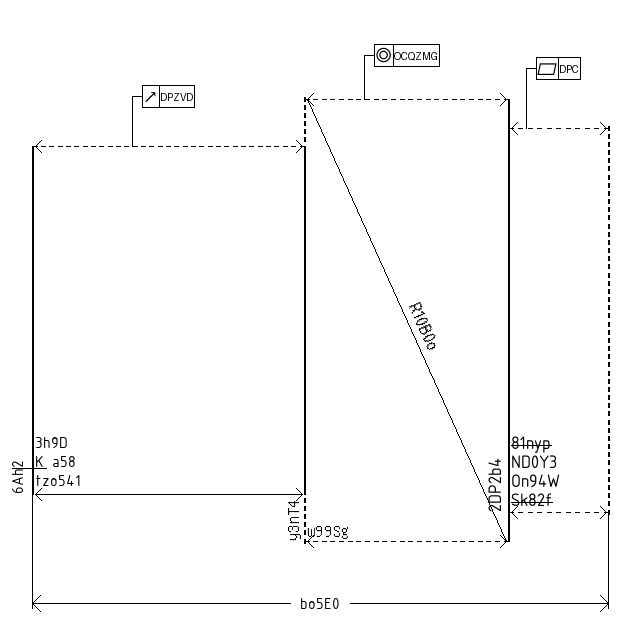 OCQZMG
DPC
DPZVD
R10B0o
3h9D
K a58
tzo541
6Ah2
81nyp
ND0Y3
On94W
Sk82f
2DP2b4
y3nT4
w99Sg
bo5E0